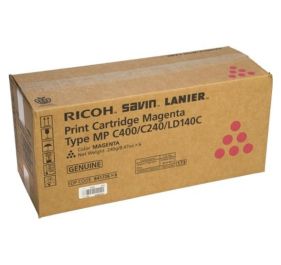 RICOH SAVIN LANIER
Print Cartridge Magenta
Type MP C400/C240/LD140C
Color MAGENTA
GENUINE